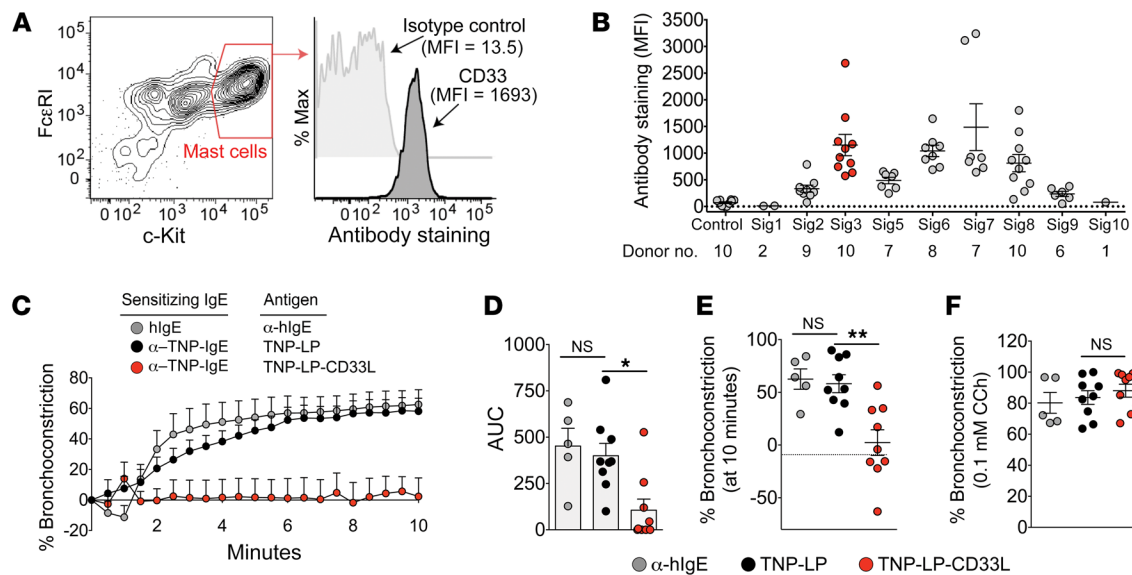 A
FcεRI
10⁵
10⁴
10³
10²
0
Mast cells
0 10² 10³ 10⁴ 10⁵
c-Kit
% Max
Isotype control
(MFI = 13.5)
CD33
(MFI = 1693)
0 10² 10³ 10⁴ 10⁵
Antibody staining
B
Antibody staining (MFI)
3500
3000
2500
2000
1500
1000
500
0
Control Sig1 Sig2 Sig3 Sig5 Sig6 Sig7 Sig8 Sig9 Sig10
Donor no. 10 2 9 10 7 8 7 10 6 1
C
Sensitizing IgE Antigen
hIgE α-hIgE
α–TNP-IgE TNP-LP
α–TNP-IgE TNP-LP-CD33L
% Bronchoconstriction
80
60
40
20
0
-20
2 4 6 8 10
Minutes
D
AUC
1000
750
500
250
0
NS
*
E
% Bronchoconstriction
(at 10 minutes)
100
50
0
-50
NS
**
F
% Bronchoconstriction
(0.1 mM CCh)
120
100
80
60
40
20
0
NS
α-hIgE TNP-LP TNP-LP-CD33L